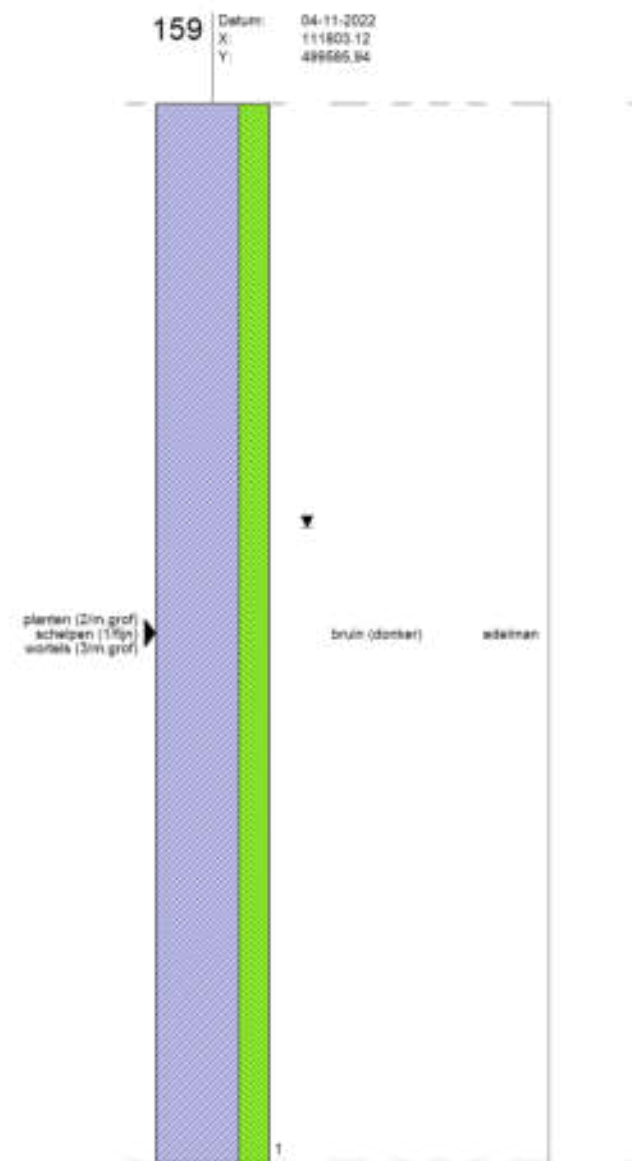 159
Datum: 04-11-2022
X: 111803.12
Y: 499585.94
planten (2/m.grof)
schelpen (1/fijn)
wortels (3/m.grof)
bruin (donker) edelman
1